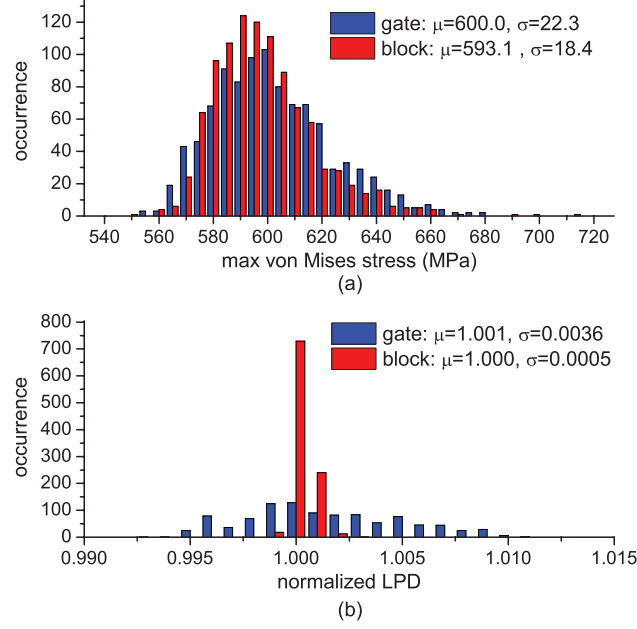 120
100
80
60
40
20
0
occurrence
gate: μ=600.0, σ=22.3
block: μ=593.1 , σ=18.4
540 560 580 600 620 640 660 680 700 720
max von Mises stress (MPa)
(a)
800
700
600
500
400
300
200
100
0
occurrence
gate: μ=1.001, σ=0.0036
block: μ=1.000, σ=0.0005
0.990 0.995 1.000 1.005 1.010 1.015
normalized LPD
(b)